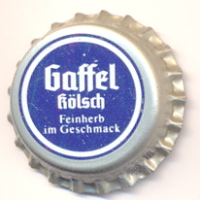 Gaffel
Kölsch
Feinherb
im Geschmack